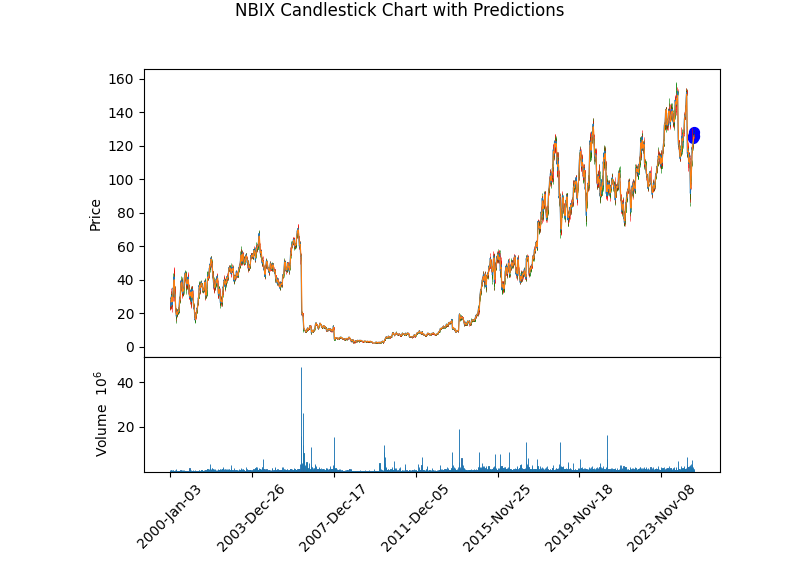 NBIX Candlestick Chart with Predictions
160
140
120
100
80
60
40
20
0
Price
40
20
Volume 10^6
2000-Jan-03
2003-Dec-26
2007-Dec-17
2011-Dec-05
2015-Nov-25
2019-Nov-18
2023-Nov-08